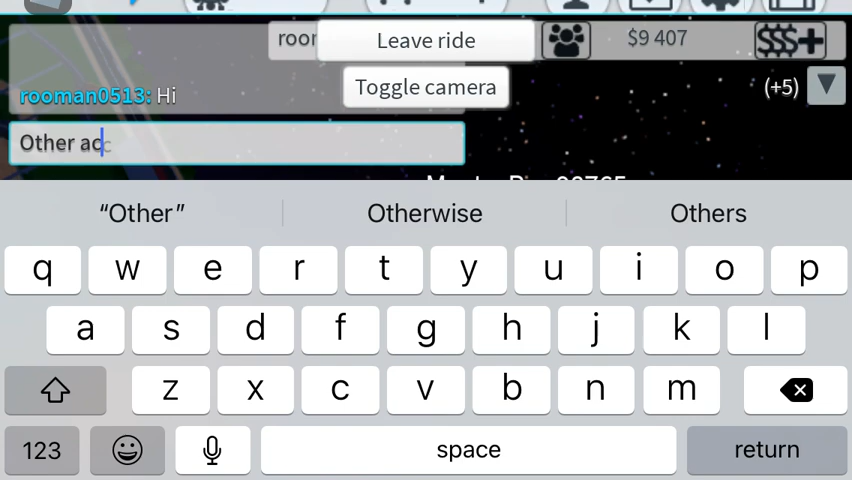 roor
Leave ride
$9 407
$$$+
Toggle camera
(+5)
rooman0513: Hi
Other ac
“Other”
Otherwise
Others
q w e r t y u i o p
a s d f g h j k l
z x c v b n m
123
space
return